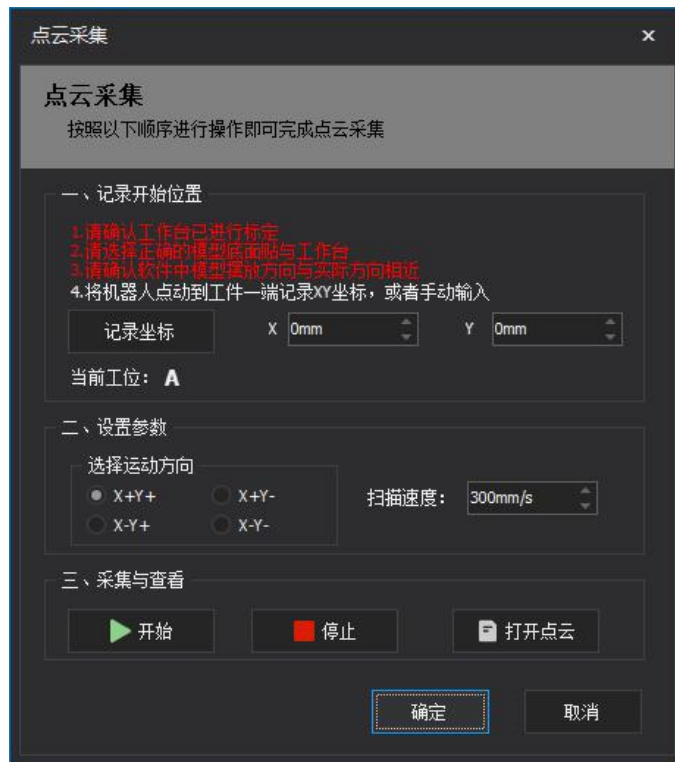 点云采集
点云采集
按照以下顺序进行操作即可完成点云采集
一、记录开始位置
1.请确认工作台已进行标定
2.请选择正确的模型底面贴与工作台
3.请确认软件中模型摆放方向与实际方向相近
4.将机器人点动到工件一端记录XY坐标，或者手动输入
记录坐标 X 0mm Y 0mm
当前工位： A
二、设置参数
选择运动方向
X+Y+ X+Y- 扫描速度： 300mm/s
X-Y+ X-Y-
三、采集与查看
开始 停止 打开点云
确定 取消